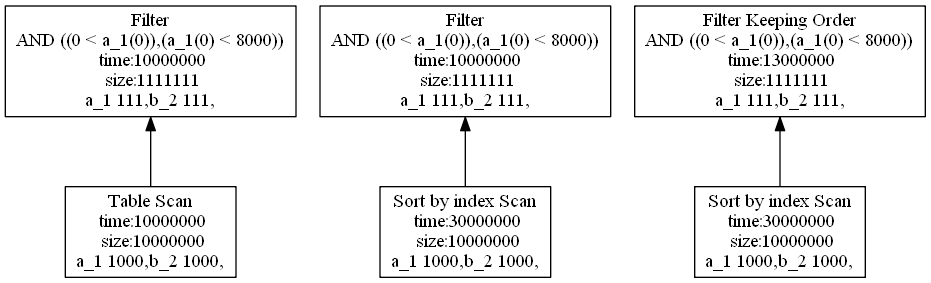 Filter
AND ((0 < a_1(0)),(a_1(0) < 8000))
time:10000000
size:1111111
a_1 111,b_2 111,
Filter
AND ((0 < a_1(0)),(a_1(0) < 8000))
time:10000000
size:1111111
a_1 111,b_2 111,
Filter Keeping Order
AND ((0 < a_1(0)),(a_1(0) < 8000))
time:13000000
size:1111111
a_1 111,b_2 111,
Table Scan
time:10000000
size:10000000
a_1 1000,b_2 1000,
Sort by index Scan
time:30000000
size:10000000
a_1 1000,b_2 1000,
Sort by index Scan
time:30000000
size:10000000
a_1 1000,b_2 1000,